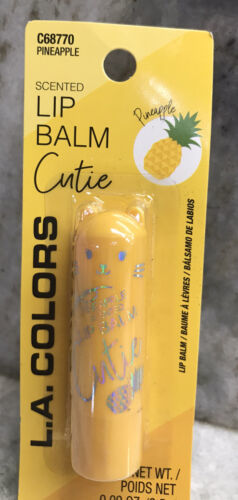 C68770
PINEAPPLE
SCENTED
LIP
BALM
Cutie
Pineapple
L.A. COLORS
LIP BALM / BAUME À LÈVRES / BÁLSAMO DE LABIOS
Cutie
NET WT. /
POIDS NET